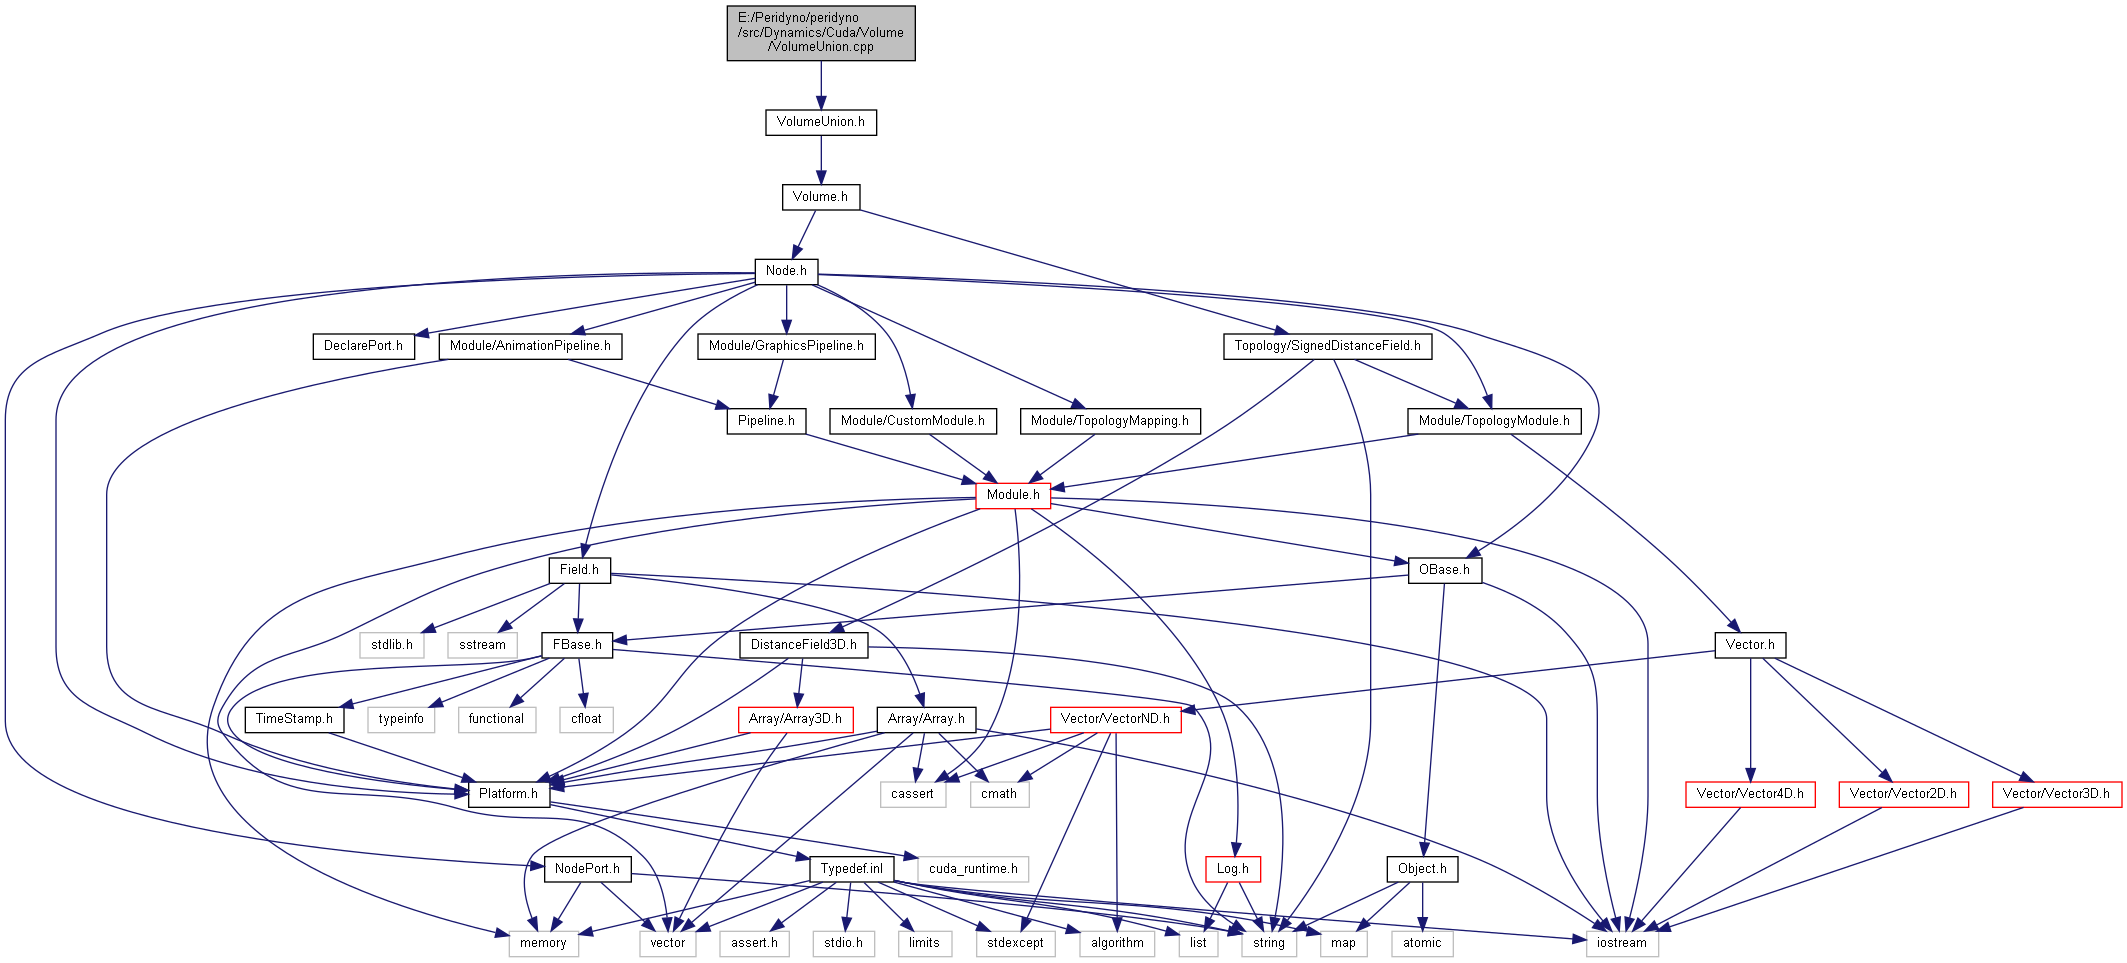 E:/Peridyno/peridyno
/src/Dynamics/Cuda/Volume
/VolumeUnion.cpp
VolumeUnion.h
Volume.h
Node.h
DeclarePort.h
Module/AnimationPipeline.h
Module/GraphicsPipeline.h
Topology/SignedDistanceField.h
Pipeline.h
Module/CustomModule.h
Module/TopologyMapping.h
Module/TopologyModule.h
Module.h
Field.h
OBase.h
stdlib.h
sstream
FBase.h
DistanceField3D.h
Vector.h
TimeStamp.h
typeinfo
functional
cfloat
Array/Array3D.h
Array/Array.h
Vector/VectorND.h
Platform.h
cassert
cmath
Vector/Vector4D.h
Vector/Vector2D.h
Vector/Vector3D.h
NodePort.h
Typedef.inl
cuda_runtime.h
Log.h
Object.h
memory
vector
assert.h
stdio.h
limits
stdexcept
algorithm
list
string
map
atomic
iostream